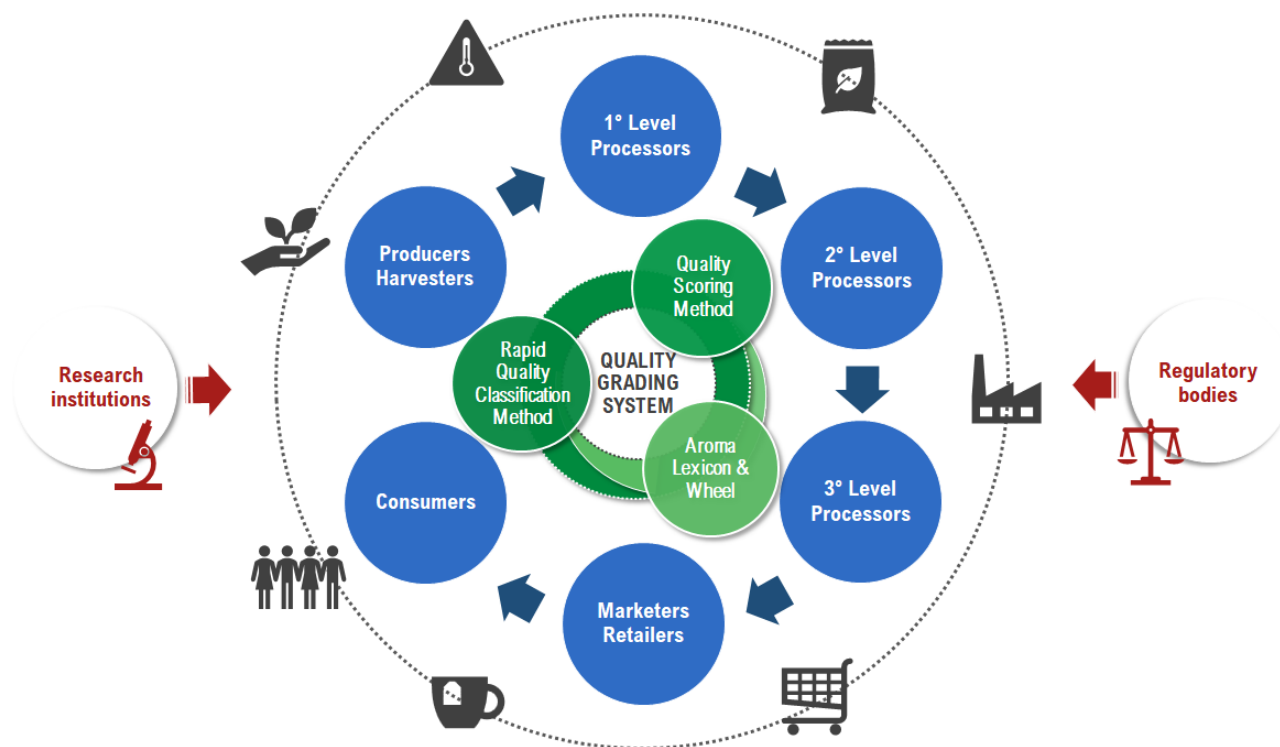 1° Level
Processors
Producers
Harvesters
Quality
Scoring
Method
2° Level
Processors
Rapid
Quality
Classification
Method
QUALITY
GRADING
SYSTEM
Research
institutions
Regulatory
bodies
Aroma
Lexicon &
Wheel
Consumers
3° Level
Processors
Marketers
Retailers